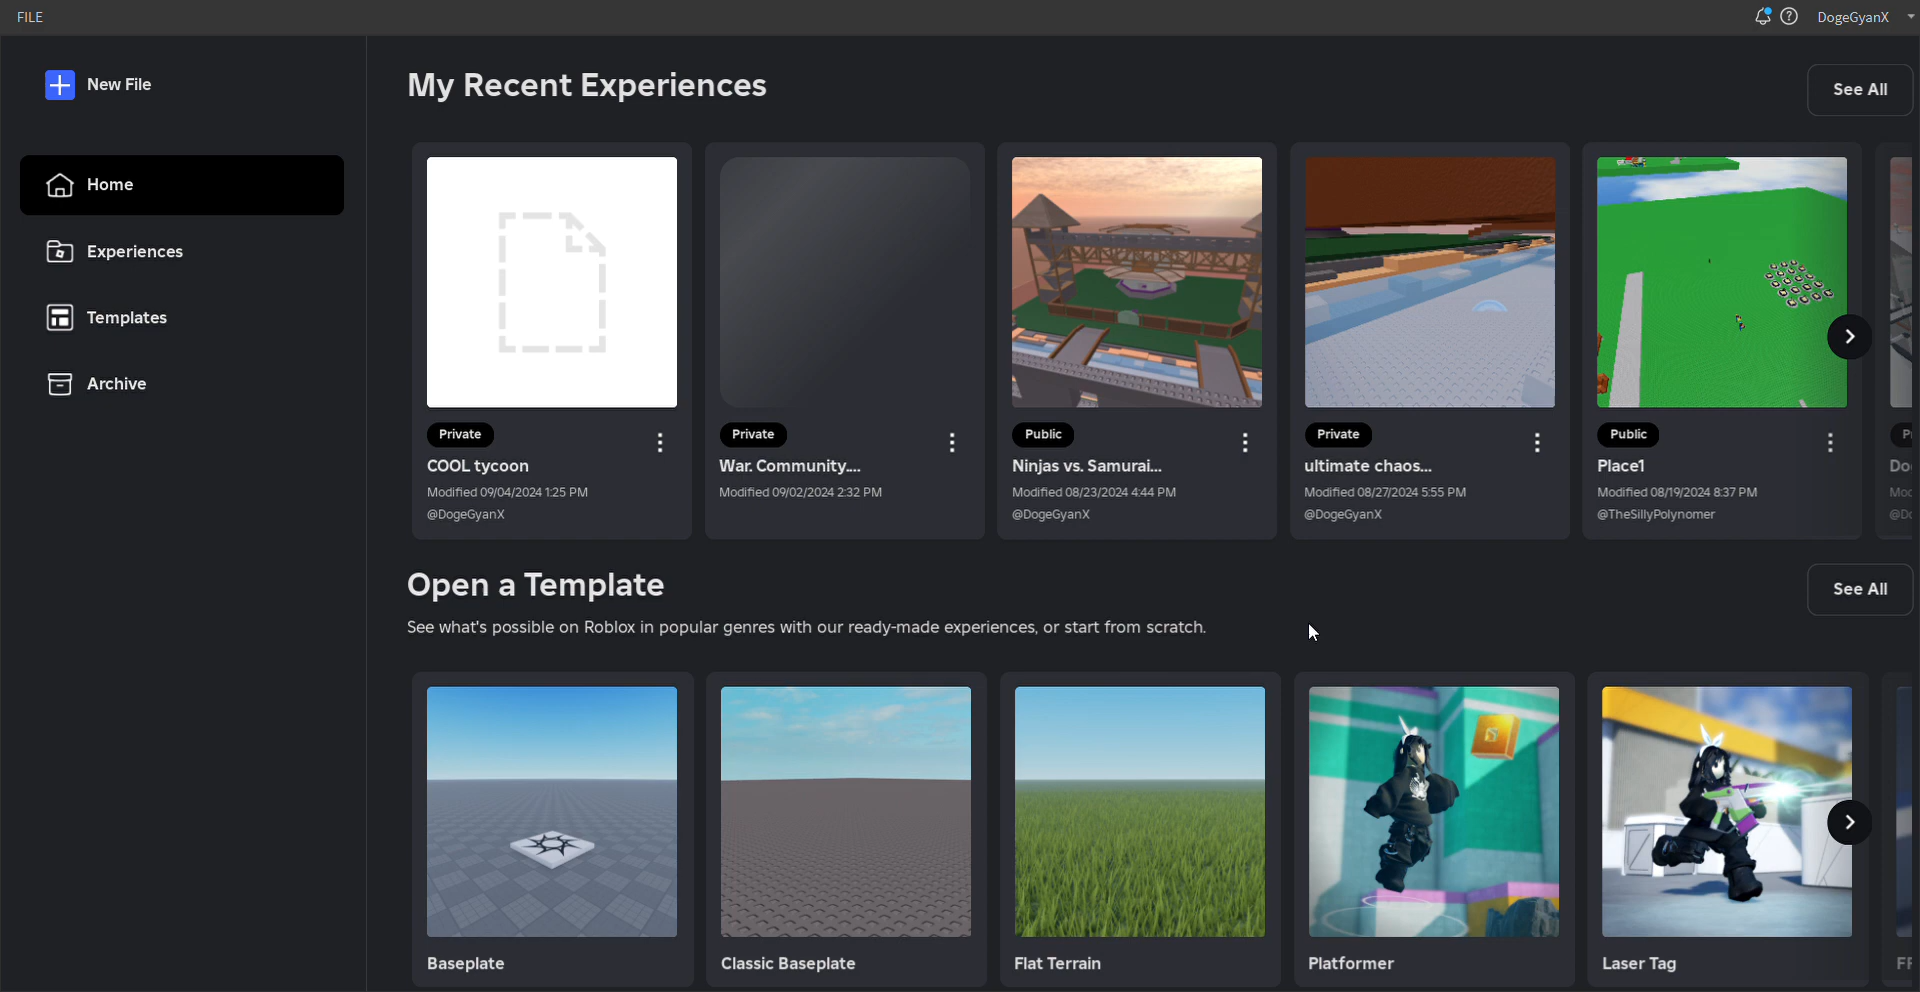 FILE
DogeGyanX
New File
Home
Experiences
Templates
Archive
My Recent Experiences
See All
Private
COOL tycoon
Modified 09/04/2024 1:25 PM
@DogeGyanX
Private
War. Community....
Modified 09/02/2024 2:32 PM
Public
Ninjas vs. Samurai...
Modified 08/23/2024 4:44 PM
@DogeGyanX
Private
ultimate chaos...
Modified 08/27/2024 5:55 PM
@DogeGyanX
Public
Place1
Modified 08/19/2024 8:37 PM
@TheSillyPolynomer
Open a Template
See All
See what's possible on Roblox in popular genres with our ready-made experiences, or start from scratch.
Baseplate
Classic Baseplate
Flat Terrain
Platformer
Laser Tag